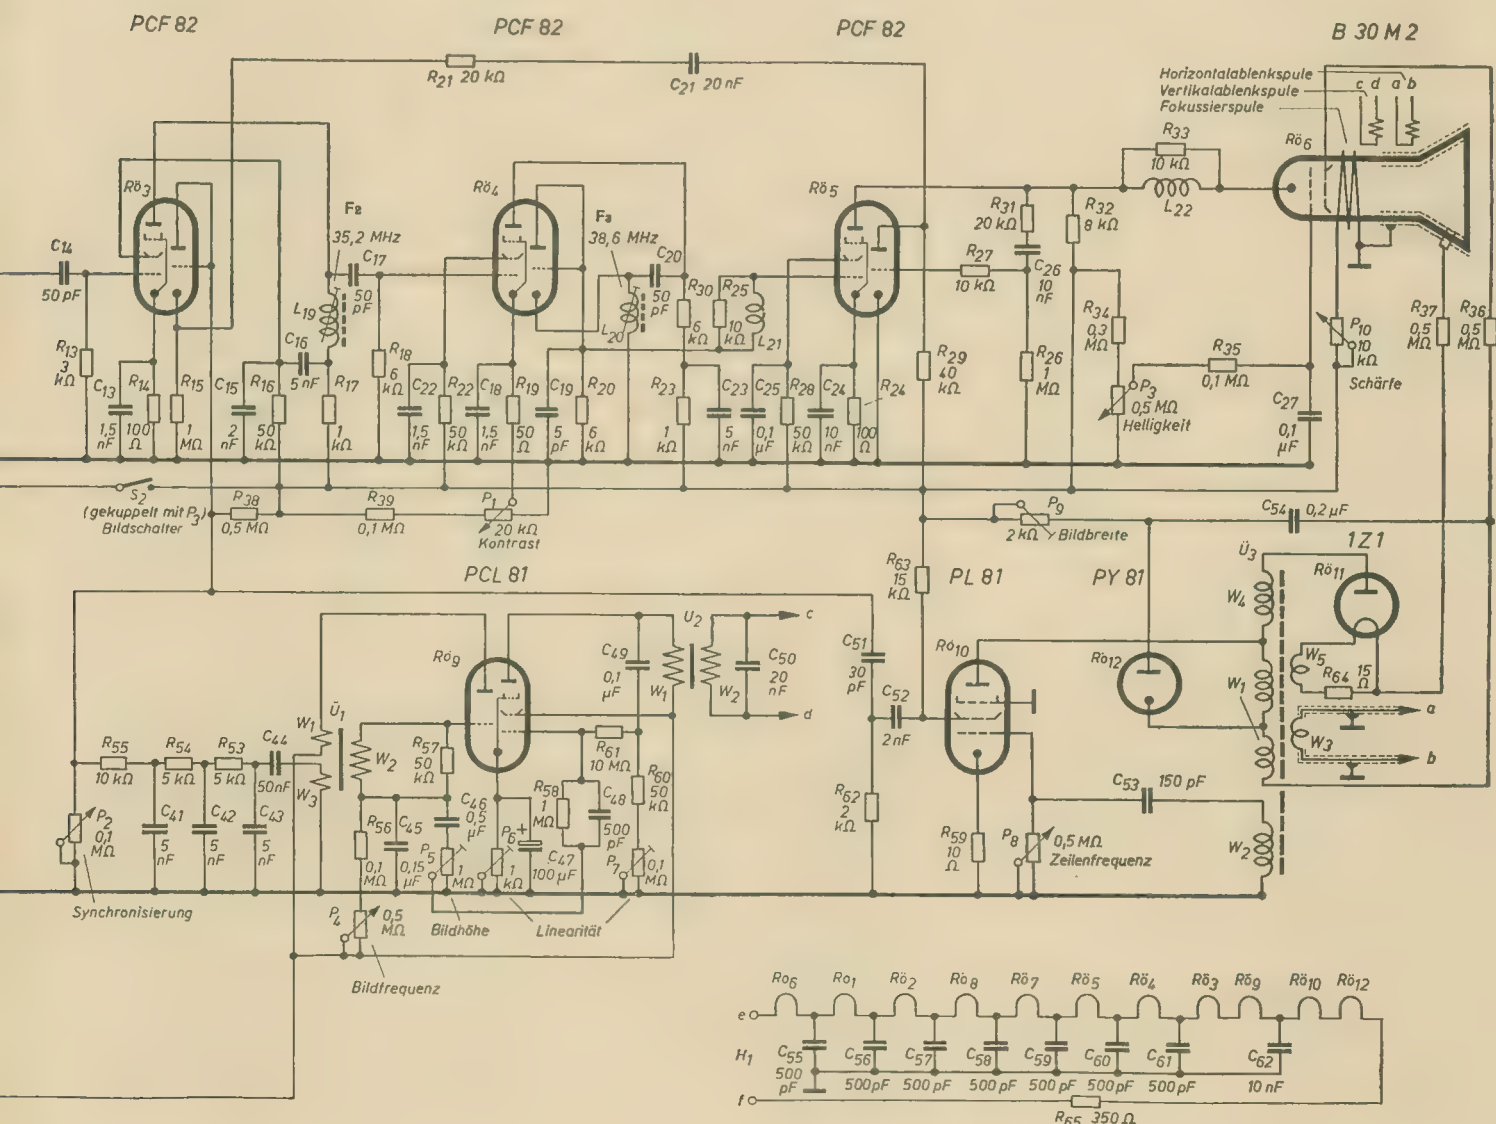 PCF 82
PCF 82
PCF 82
B 30 M 2
R21 20 kΩ
C21 20 nF
Horizontalablenkspule
Vertikalablenkspule
Fokussierspule
c d a b
Rö3
Rö4
Rö5
Rö6
R33
10 kΩ
L22
C14
50 pF
F2
35,2 MHz
C17
50
pF
L19
F3
38,6 MHz
C20
50
pF
L20
R30
6
kΩ
R25
10
kΩ
L21
R27
10 kΩ
R31
20 kΩ
C26
10
nF
R32
8 kΩ
R34
0,3
MΩ
R35
0,1 MΩ
P10
10
kΩ
Schärfe
R37
0,5
MΩ
R36
0,5
MΩ
R13
3
kΩ
C13
1,5
nF
R14
100
Ω
R15
1
MΩ
C15
2
nF
R16
50
kΩ
C16
5 nF
R17
1
kΩ
R18
6
kΩ
C22
1,5
nF
R22
50
kΩ
C18
1,5
nF
R19
50
Ω
C19
5
pF
R20
6
kΩ
R23
1
kΩ
C23
5
nF
C25
0,1
µF
R28
50
kΩ
C24
10
nF
R24
100
Ω
R29
40
kΩ
R26
1
MΩ
P3
0,5 MΩ
Helligkeit
C27
0,1
µF
S2
(gekuppelt mit P3)
Bildschalter
R38
0,5 MΩ
R39
0,1 MΩ
P1
20 kΩ
Kontrast
P9
2 kΩ Bildbreite
C54 0,2 µF
PCL 81
PL 81
PY 81
1Z1
R63
15
kΩ
Ü3
Rö11
W4
W1
W5
R64
15
Ω
W3
a
b
W2
Rö9
Ü2
W1
W2
C49
0,1
µF
C50
20
nF
c
d
C51
30
pF
C52
2 nF
Rö10
Rö12
R55
10 kΩ
R54
5 kΩ
R53
5 kΩ
C44
50nF
Ü1
W1
W2
W3
R57
50
kΩ
R61
10 MΩ
R58
1
MΩ
C48
500
pF
R60
50
kΩ
R62
2
kΩ
R59
10
Ω
C53
150 pF
P8
0,5 MΩ
Zeilenfrequenz
P2
0,1
MΩ
C41
5
nF
C42
5
nF
C43
5
nF
R56
0,1
MΩ
C45
0,15
µF
C46
0,5
µF
P5
1
MΩ
P6
1
kΩ
+
C47
100 µF
P7
0,1
MΩ
Synchronisierung
P4
0,5
MΩ
Bildhöhe
Linearität
Bildfrequenz
Rö6 Rö1 Rö2 Rö8 Rö7 Rö5 Rö4 Rö3 Rö9 Rö10 Rö12
e
H1
C55
500
pF
C56
500 pF
C57
500 pF
C58
500 pF
C59
500 pF
C60
500 pF
C61
500 pF
C62
10 nF
f
R65 350 Ω